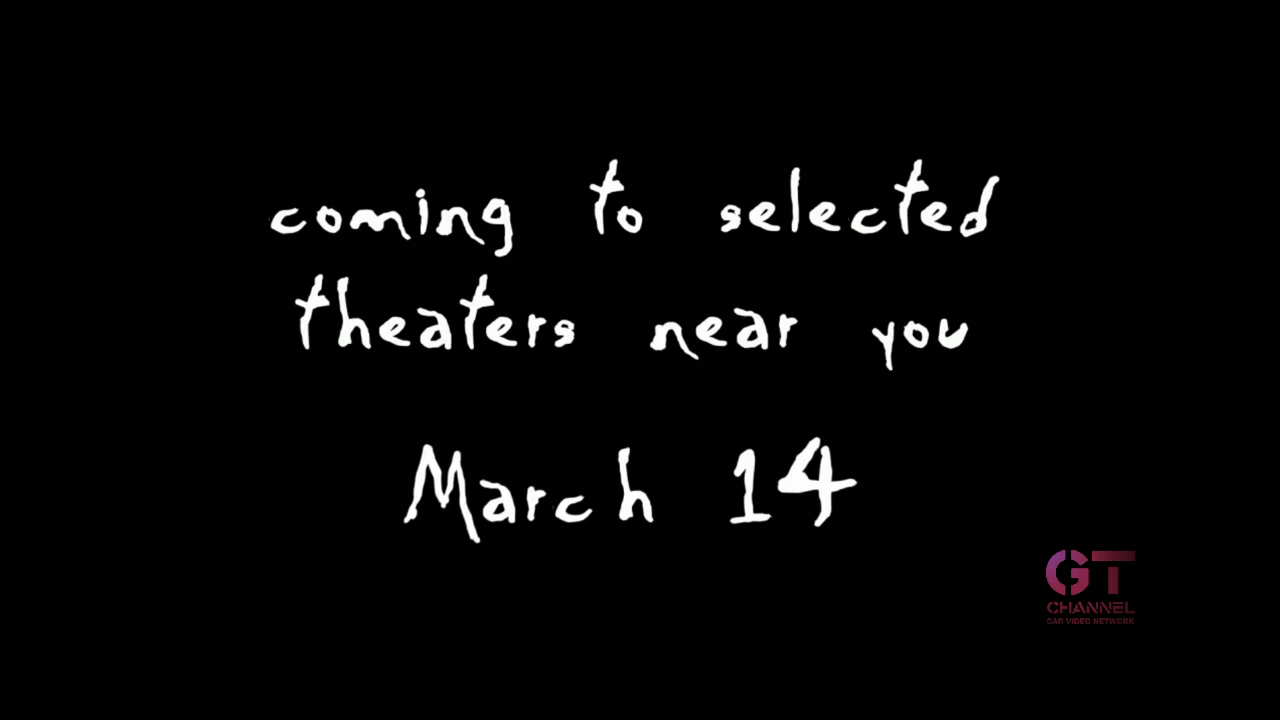 coming to selected
theaters near you
March 14
GT
CHANNEL
CAR VIDEO NETWORK